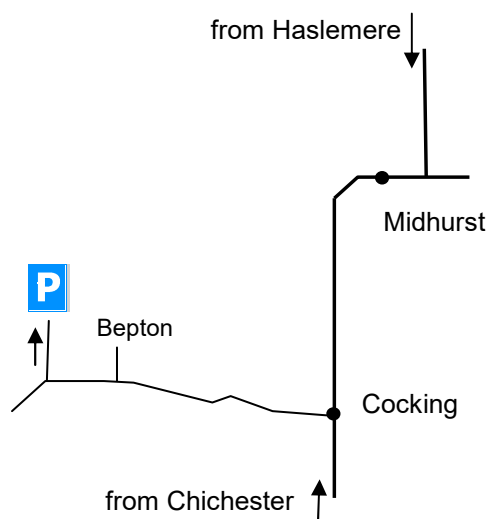 from Haslemere
Midhurst
P
Bepton
Cocking
from Chichester